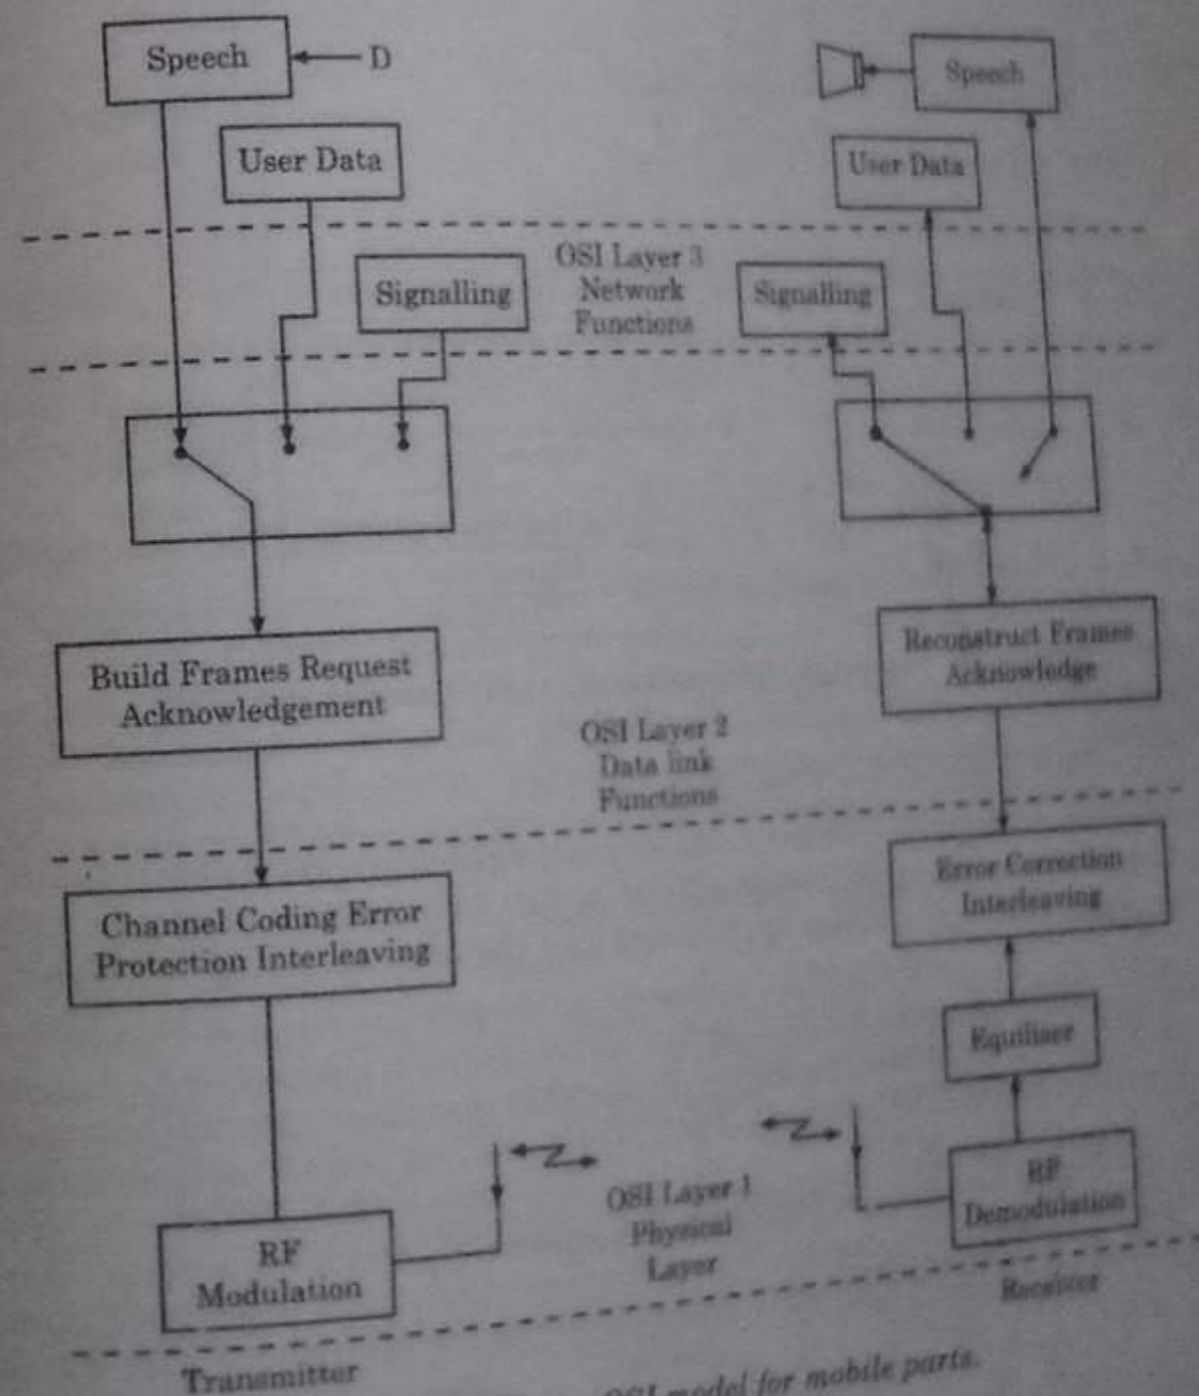 Speech
D
Speech
User Data
User Data
OSI Layer 3
Network
Functions
Signalling
Signalling
Build Frames Request
Acknowledgement
Reconstruct Frames
Acknowledge
OSI Layer 2
Data link
Functions
Channel Coding Error
Protection Interleaving
Error Correction
Interleaving
Equiliser
OSI Layer 1
Physical
Layer
RF
Modulation
RF
Demodulation
Receiver
Transmitter
OSI model for mobile parts.